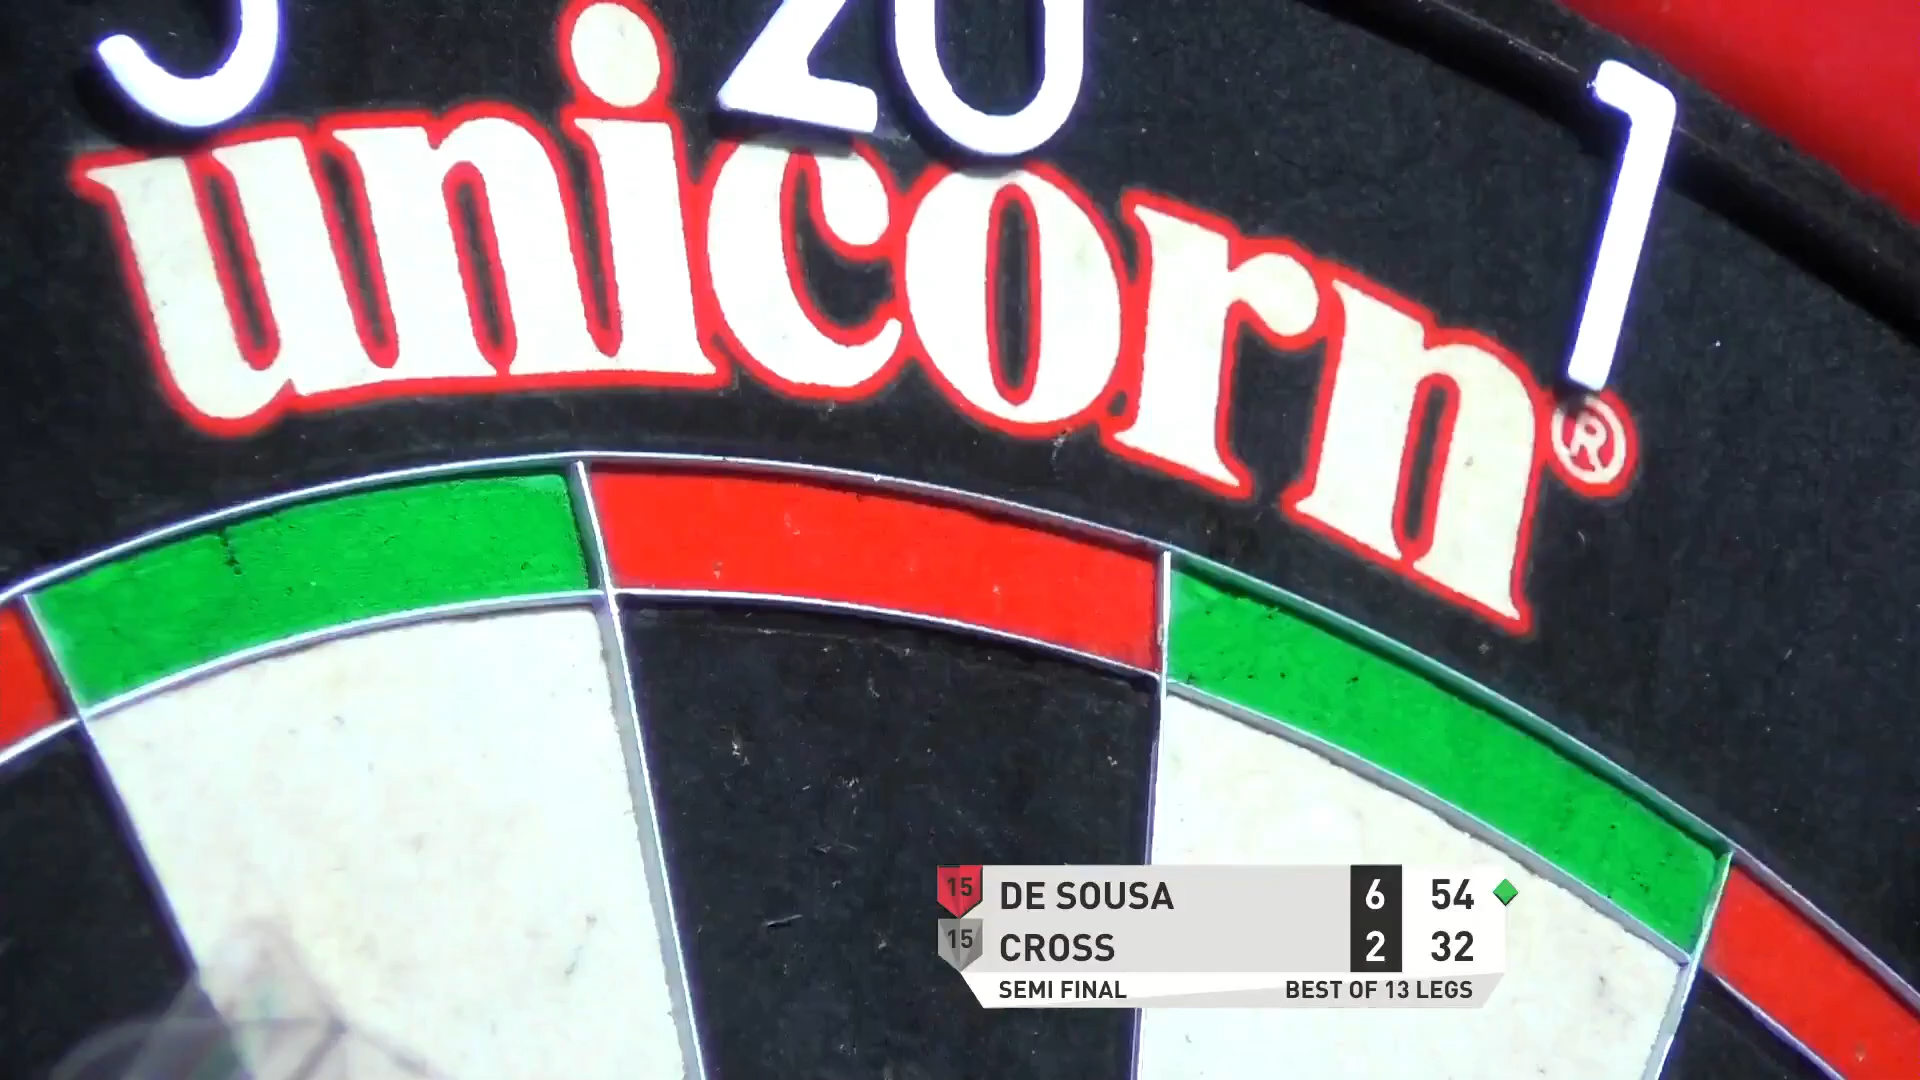 20
1
unicorn®
15 DE SOUSA 6 54
15 CROSS 2 32
SEMI FINAL BEST OF 13 LEGS